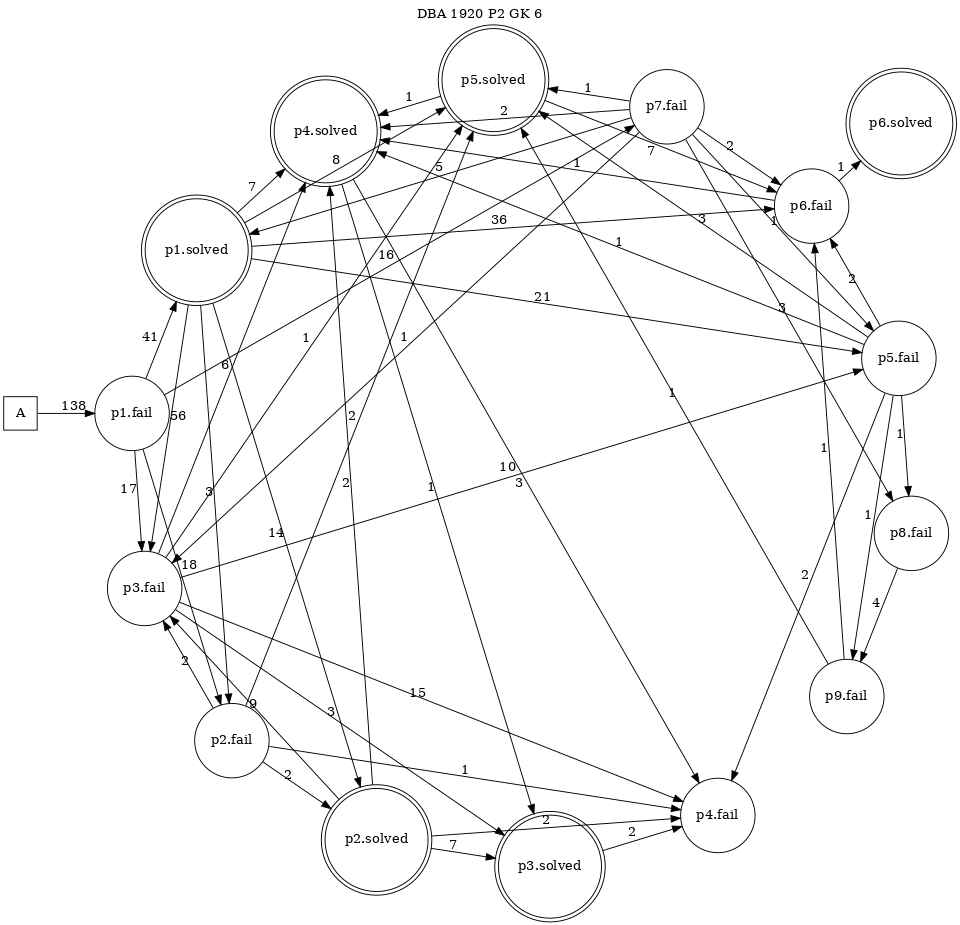 DBA 1920 P2 GK 6
p5.solved
p7.fail
p4.solved
p6.solved
1
1
2
8
1
5
7
2
1
7
p6.fail
p1.solved
36
3
1
16
1
21
2
3
41
6
1
1
p5.fail
A
138
p1.fail
56
2
1
17
10
1
1
3
2
3
1
1
14
p8.fail
18
p3.fail
2
4
2
9
3
15
p9.fail
p2.fail
2
1
p4.fail
p2.solved
2
2
7
p3.solved